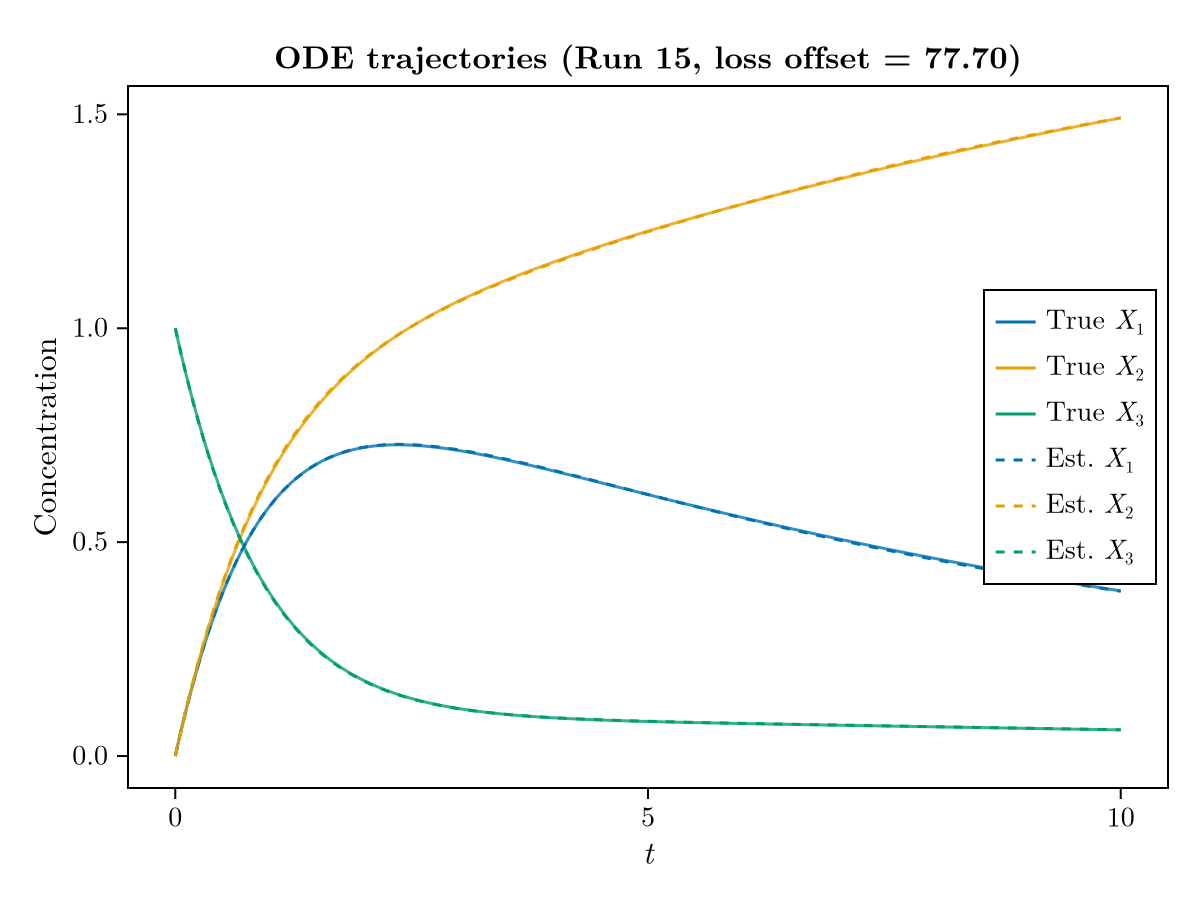 ODE trajectories (Run 15, loss offset = 77.70)
1.5
1.0
0.5
0.0
Concentration
True X₁
True X₂
True X₃
Est. X₁
Est. X₂
Est. X₃
0 5 10
t